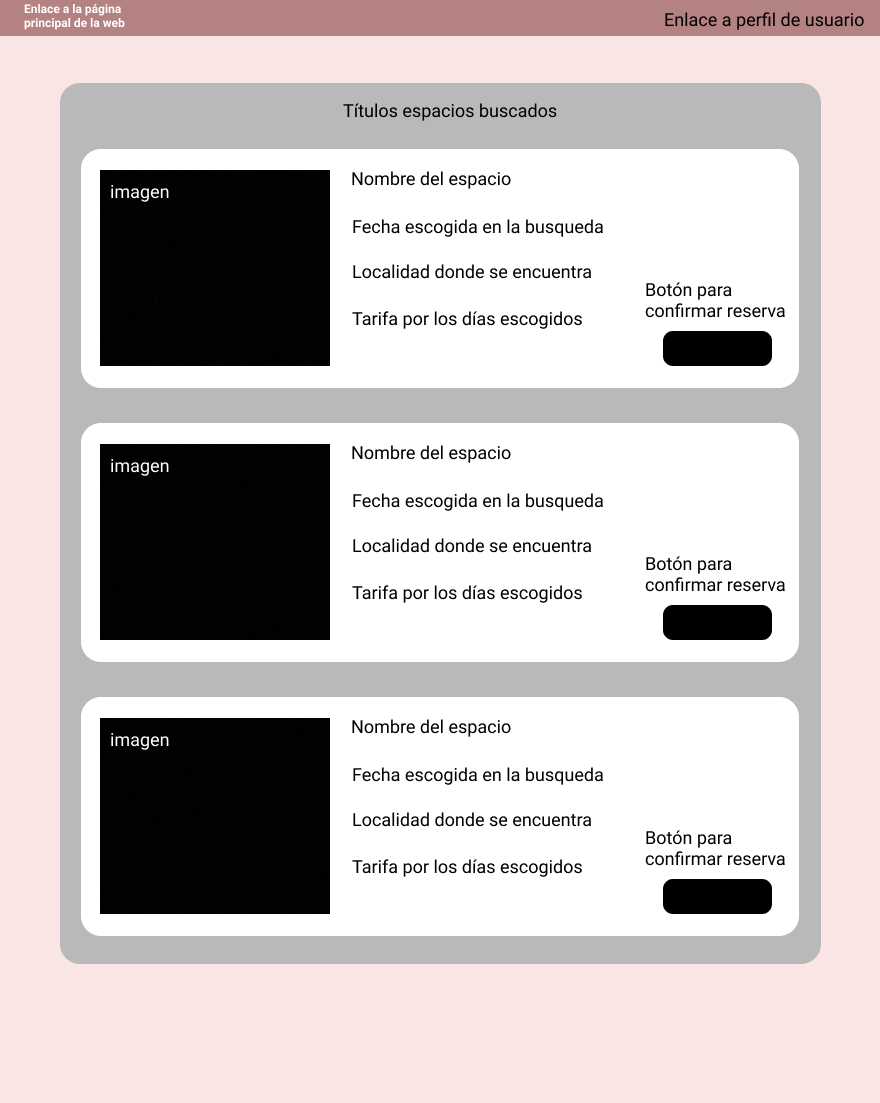 Enlace a la página
principal de la web
Enlace a perfil de usuario
Títulos espacios buscados
imagen
Nombre del espacio
Fecha escogida en la busqueda
Localidad donde se encuentra
Tarifa por los días escogidos
Botón para
confirmar reserva
imagen
Nombre del espacio
Fecha escogida en la busqueda
Localidad donde se encuentra
Tarifa por los días escogidos
Botón para
confirmar reserva
imagen
Nombre del espacio
Fecha escogida en la busqueda
Localidad donde se encuentra
Tarifa por los días escogidos
Botón para
confirmar reserva